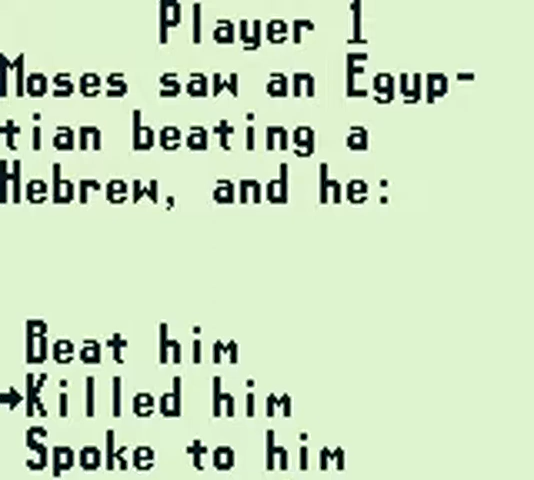 Player 1
Moses saw an Egyp-
tian beating a
Hebrew, and he:
Beat him
→Killed him
Spoke to him